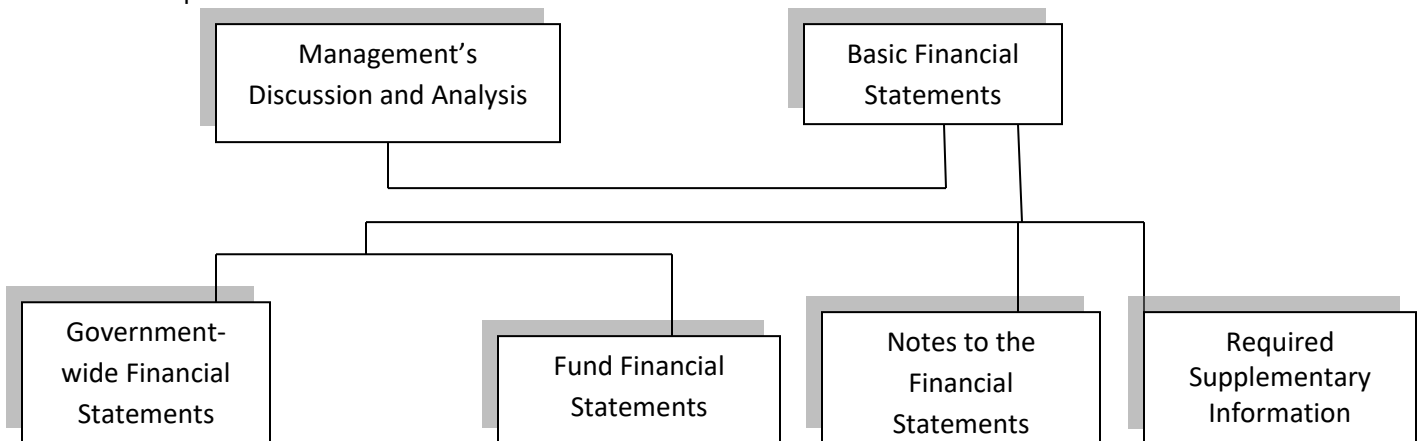 Management’s
Discussion and Analysis
Basic Financial
Statements
Government-
wide Financial
Statements
Fund Financial
Statements
Notes to the
Financial
Statements
Required
Supplementary
Information